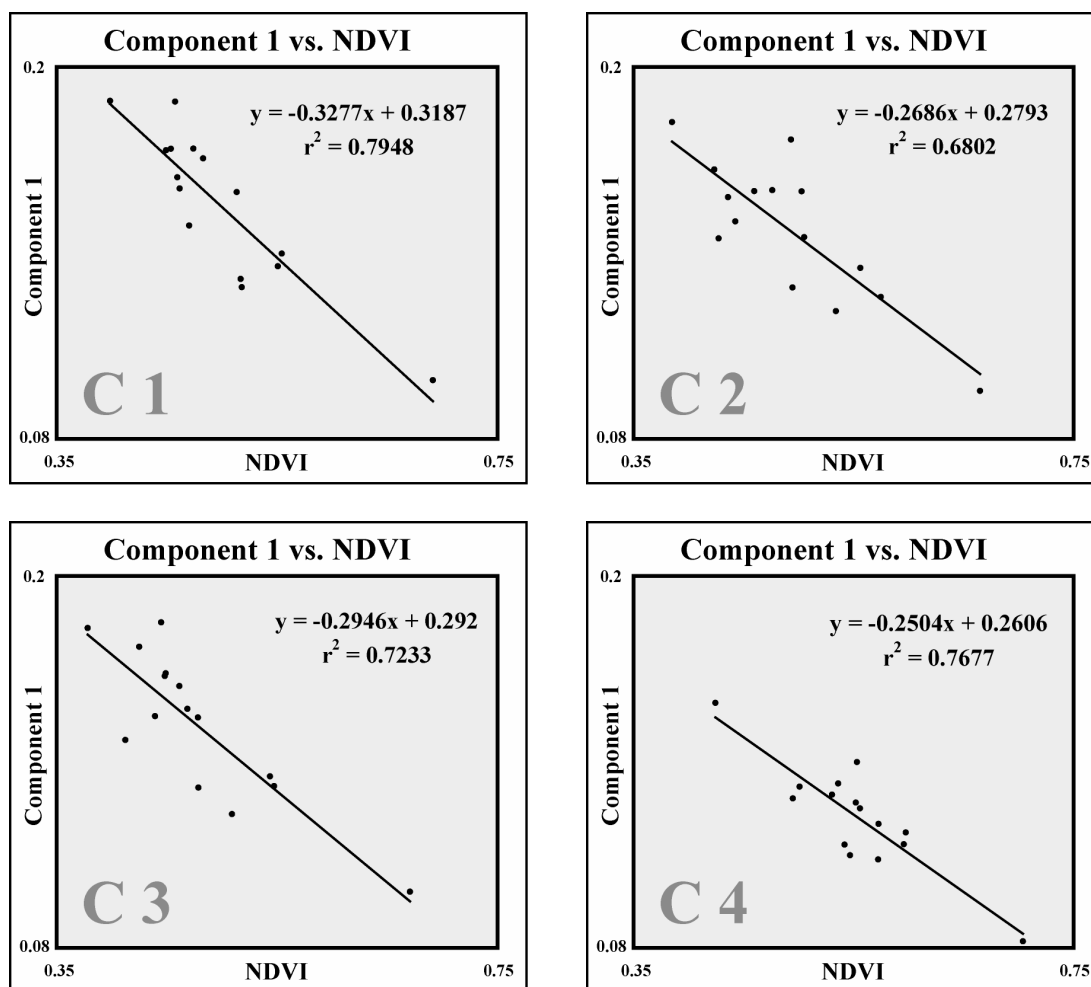 Component 1 vs. NDVI
0.2
y = -0.3277x + 0.3187
r² = 0.7948
Component 1
C 1
0.08
0.35
NDVI
0.75
Component 1 vs. NDVI
0.2
y = -0.2686x + 0.2793
r² = 0.6802
Component 1
C 2
0.08
0.35
NDVI
0.75
Component 1 vs. NDVI
0.2
y = -0.2946x + 0.292
r² = 0.7233
Component 1
C 3
0.08
0.35
NDVI
0.75
Component 1 vs. NDVI
0.2
y = -0.2504x + 0.2606
r² = 0.7677
Component 1
C 4
0.08
0.35
NDVI
0.75